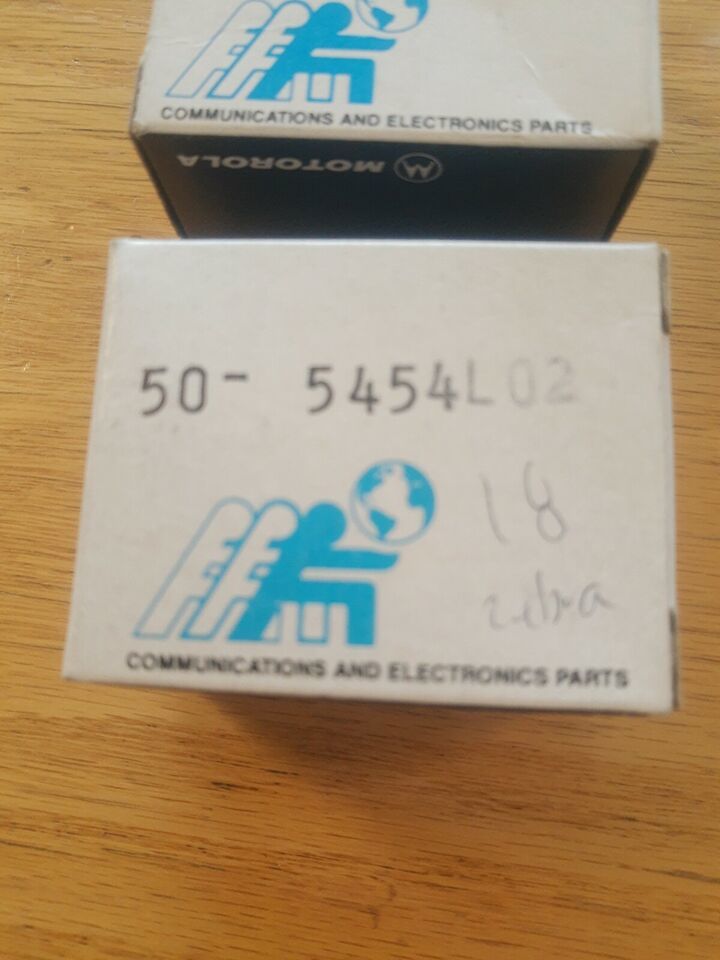 COMMUNICATIONS AND ELECTRONICS PARTS
MOTOROLA
50- 5454L02
18
COMMUNICATIONS AND ELECTRONICS PARTS